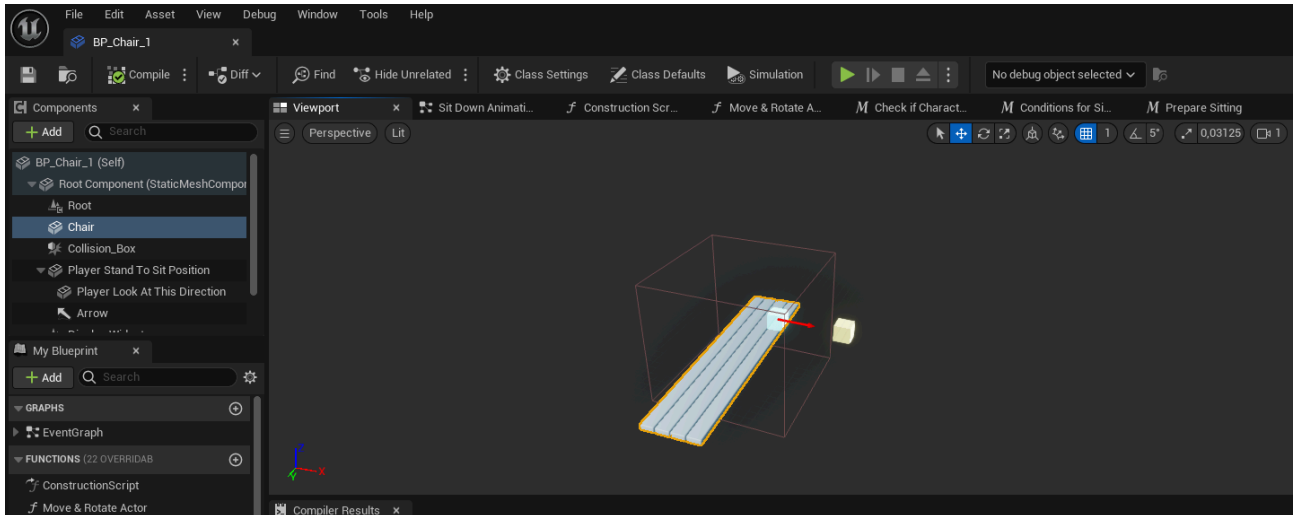 File Edit Asset View Debug Window Tools Help
BP_Chair_1
Compile Diff Find Hide Unrelated Class Settings Class Defaults Simulation No debug object selected
Components
Viewport Sit Down Animati... Construction Scr... Move & Rotate A... Check if Charact... Conditions for Si... Prepare Sitting
+ Add Search
Perspective Lit 1 5° 0,03125 1
BP_Chair_1 (Self)
Root Component (StaticMeshCompor
Root
Chair
Collision_Box
Player Stand To Sit Position
Player Look At This Direction
Arrow
My Blueprint
+ Add Search
GRAPHS
EventGraph
FUNCTIONS (22 OVERRIDAB
ConstructionScript
Move & Rotate Actor
Z
X
Y
Compiler Results